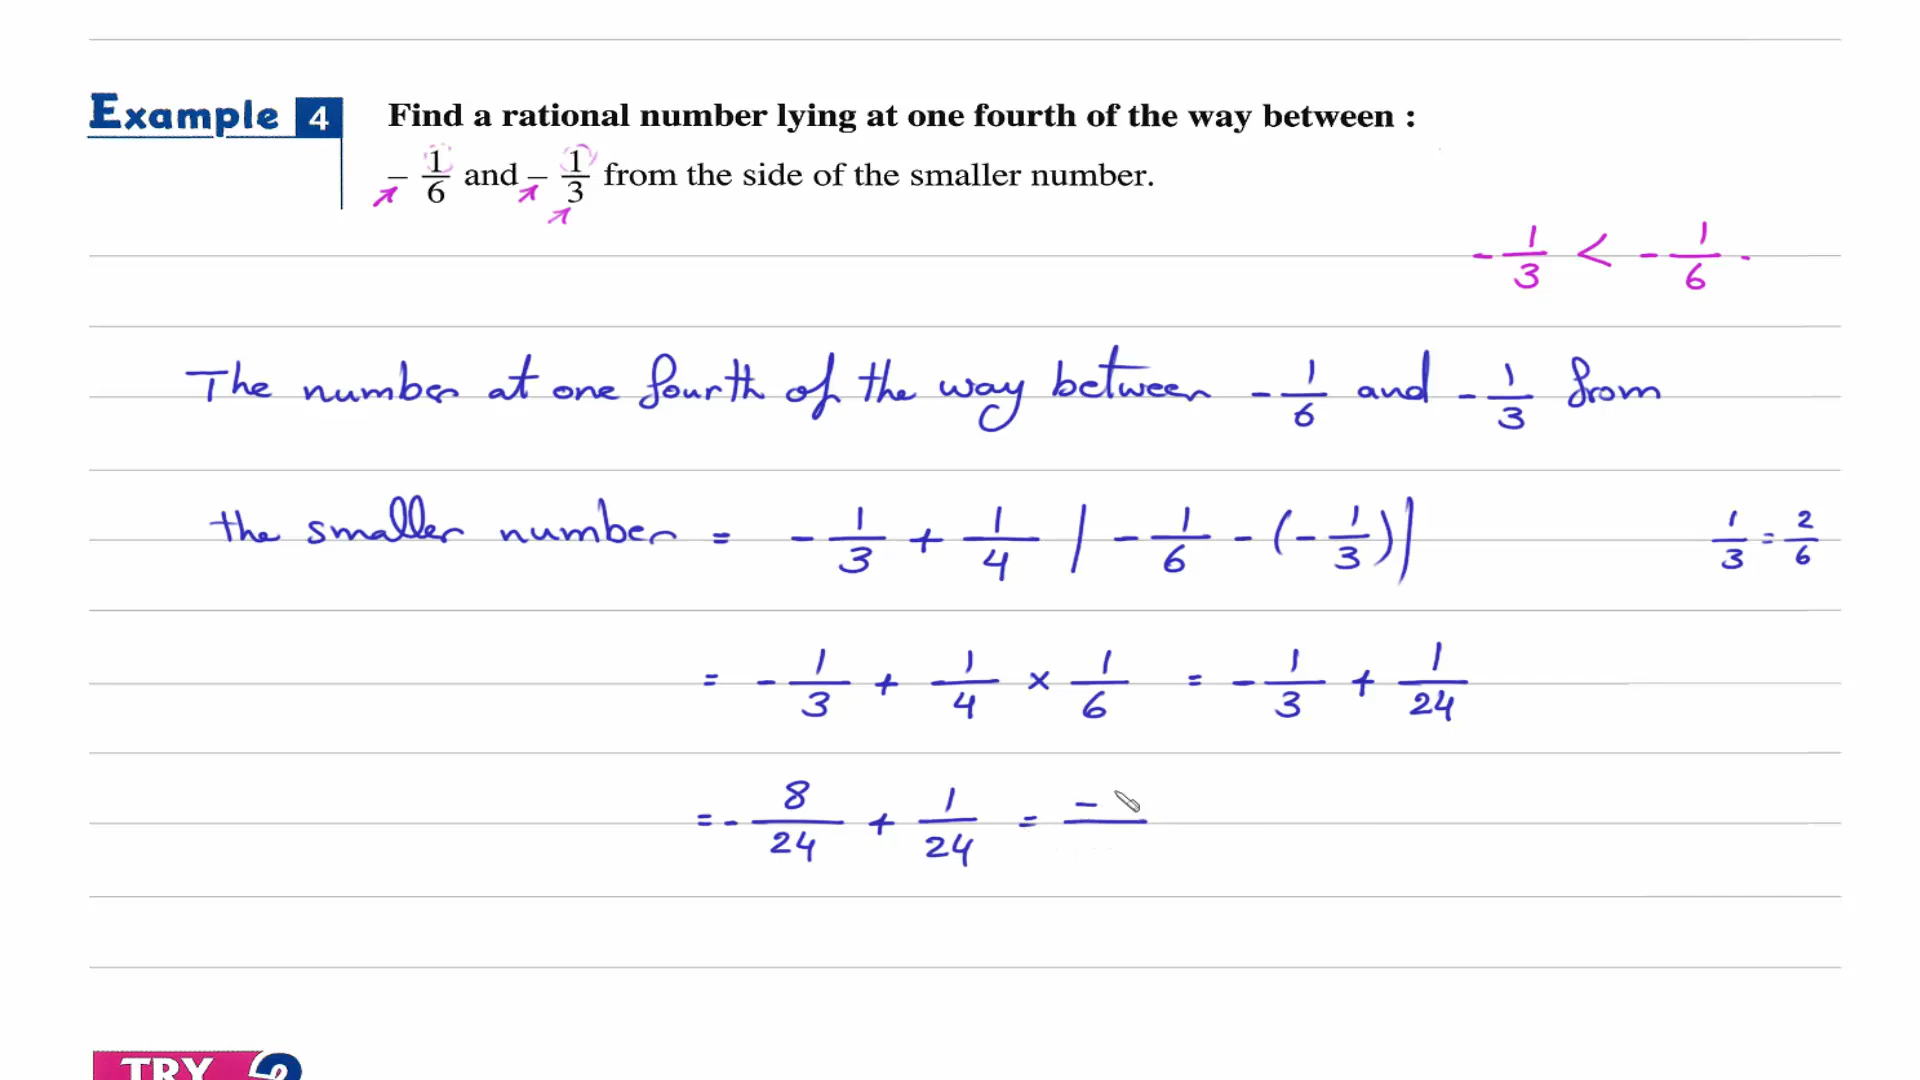 Example 4 Find a rational number lying at one fourth of the way between :
- 1/6 and - 1/3 from the side of the smaller number.
- 1/3 < - 1/6 .
The number at one fourth of the way between - 1/6 and - 1/3 from
the smaller number = - 1/3 + 1/4 | - 1/6 - (- 1/3)| 1/3 = 2/6
= - 1/3 + 1/4 × 1/6 = - 1/3 + 1/24
= - 8/24 + 1/24 = -
TRY 2